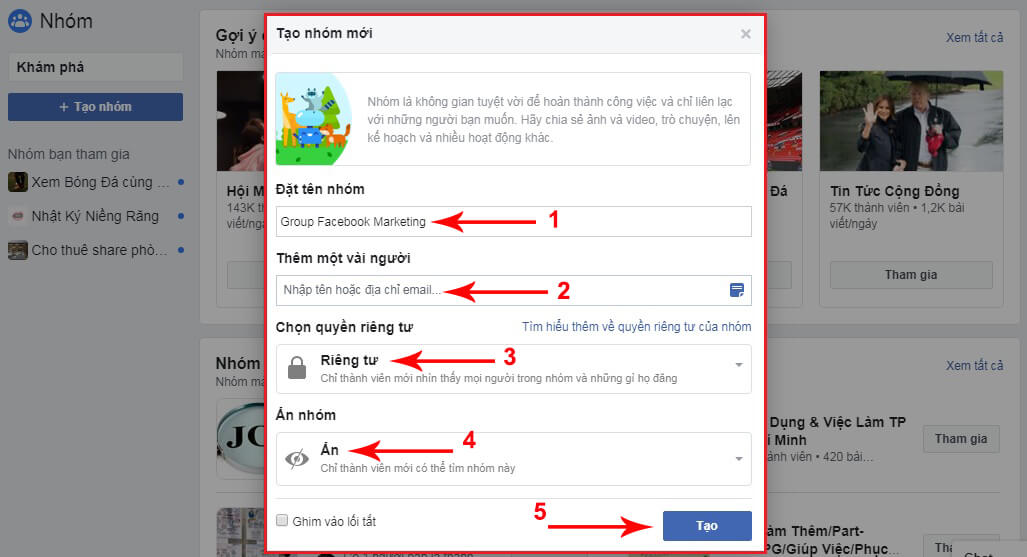 Nhóm
Khám phá
+ Tạo nhóm
Nhóm bạn tham gia
Xem Bóng Đá cùng ...
Nhật Ký Niềng Răng
Cho thuê share phò...
Gợi ý
Nhóm
Xem tất cả
Hội
143K
viết/ngày
Đá
Tin Tức Cộng Đồng
57K thành viên • 1,2K bài
viết/ngày
Tham gia
Nhóm
Nhóm
Xem tất cả
JO
Dụng & Việc Làm TP
Minh
viên • 420 bài...
Tham gia
Thêm/Part-
PG/Giúp Việc/Phục...
Tham
Chat
Tạo nhóm mới
×
Nhóm là không gian tuyệt vời để hoàn thành công việc và chỉ liên lạc
với những người bạn muốn. Hãy chia sẻ ảnh và video, trò chuyện, lên
kế hoạch và nhiều hoạt động khác.
Đặt tên nhóm
Group Facebook Marketing
1
Thêm một vài người
Nhập tên hoặc địa chỉ email...
2
Chọn quyền riêng tư
Tìm hiểu thêm về quyền riêng tư của nhóm
Riêng tư
3
Chỉ thành viên mới nhìn thấy mọi người trong nhóm và những gì họ đăng
Ẩn nhóm
Ẩn
4
Chỉ thành viên mới có thể tìm nhóm này
Ghim vào lối tắt
5
Tạo